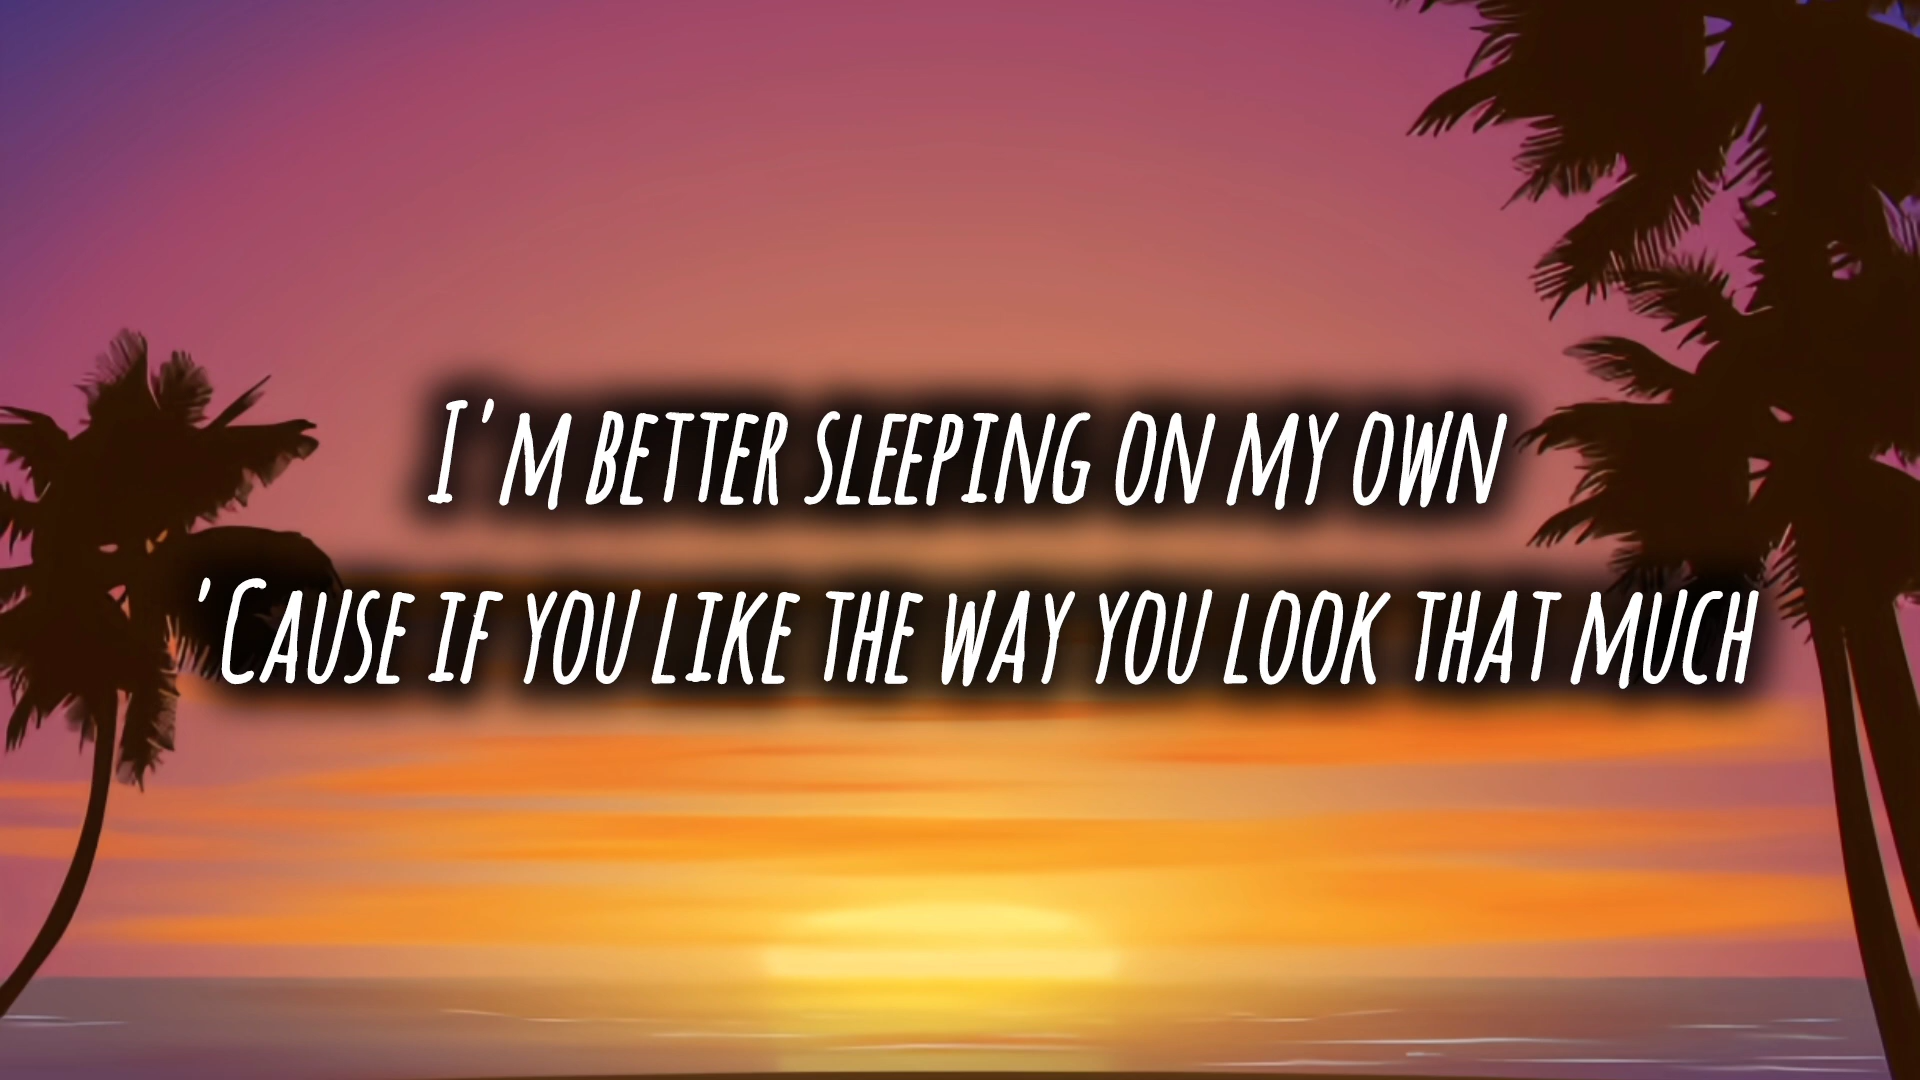 I'm better sleeping on my own
'Cause if you like the way you look that much